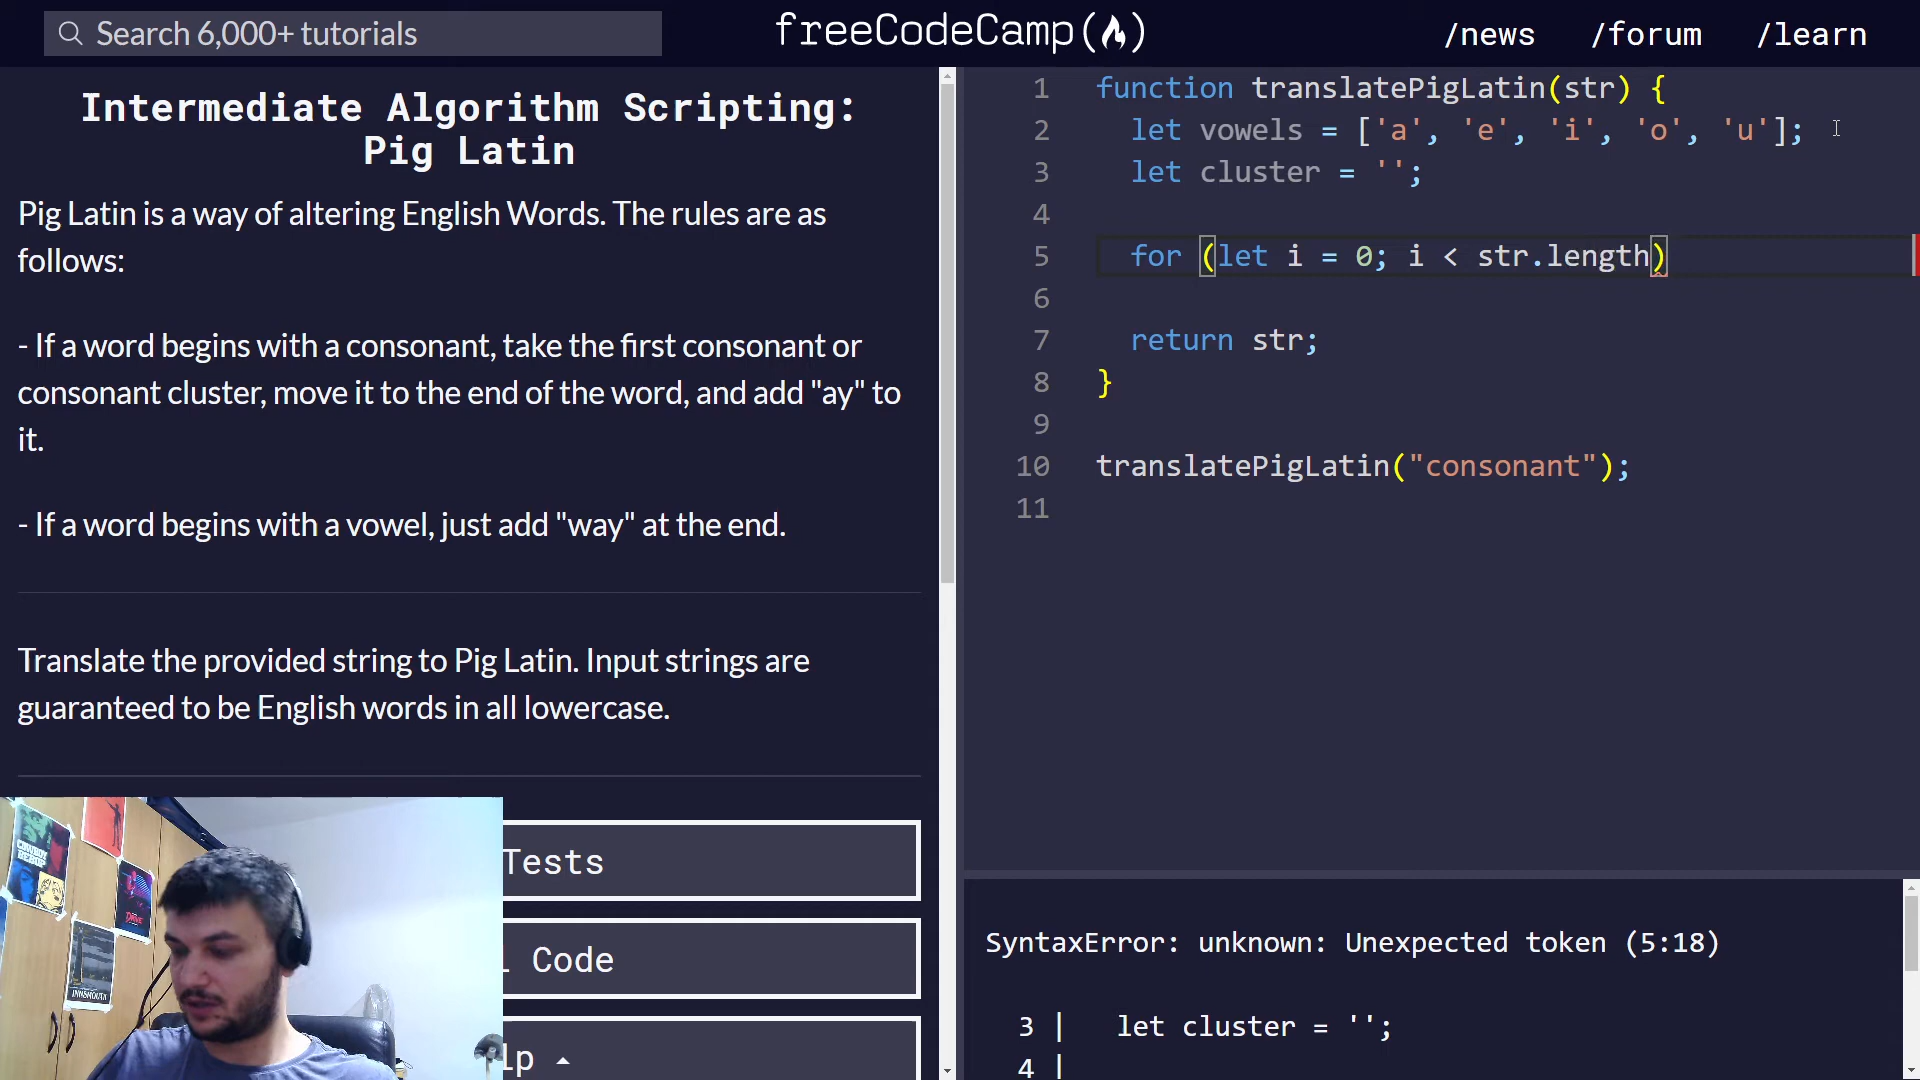 Search 6,000+ tutorials
freeCodeCamp(🔥)
/news
/forum
/learn
Intermediate Algorithm Scripting:
Pig Latin
Pig Latin is a way of altering English Words. The rules are as
follows:
- If a word begins with a consonant, take the first consonant or
consonant cluster, move it to the end of the word, and add "ay" to
it.
- If a word begins with a vowel, just add "way" at the end.
Translate the provided string to Pig Latin. Input strings are
guaranteed to be English words in all lowercase.
Tests
Code
lp
COWBOY
BEBOP
DRIVE
INNSMOUTH
1 function translatePigLatin(str) {
2 let vowels = ['a', 'e', 'i', 'o', 'u'];
3 let cluster = '';
4
5 for (let i = 0; i < str.length)
6
7 return str;
8 }
9
10 translatePigLatin("consonant");
11
SyntaxError: unknown: Unexpected token (5:18)
3 | let cluster = '';
4 |